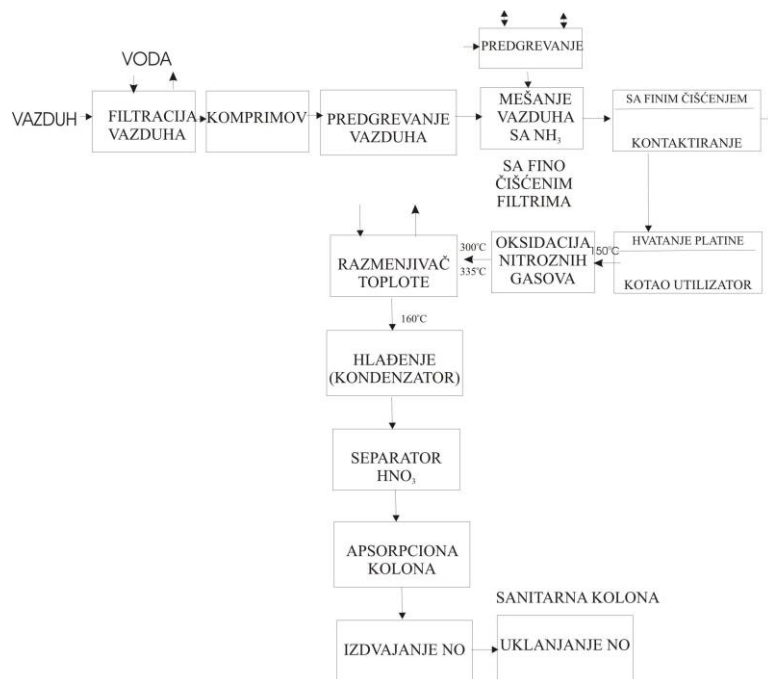 VODA
VAZDUH
FILTRACIJA
VAZDUHA
KOMPRIMOV
PREDGREVANJE
VAZDUHA
PREDGREVANJE
MEŠANJE
VAZDUHA
SA NH₃
SA FINO
ČIŠĆENIM
FILTRIMA
SA FINIM ČIŠĆENJEM
KONTAKTIRANJE
HVATANJE PLATINE
KOTAO UTILIZATOR
150°C
OKSIDACIJA
NITROZNIH
GASOVA
300°C
335°C
RAZMENJIVAČ
TOPLOTE
160°C
HLAĐENJE
(KONDENZATOR)
SEPARATOR
HNO₃
APSORPCIONA
KOLONA
IZDVAJANJE NO
SANITARNA KOLONA
UKLANJANJE NO